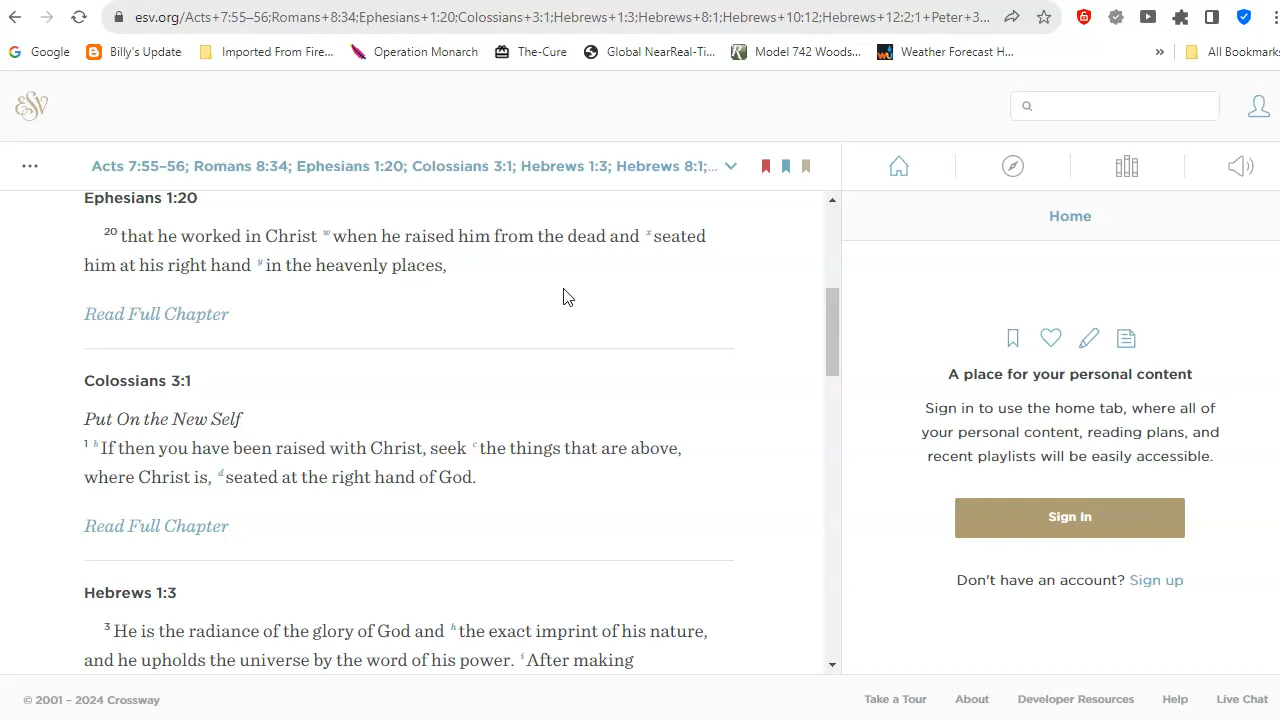 esv.org/Acts+7:55–56;Romans+8:34;Ephesians+1:20;Colossians+3:1;Hebrews+1:3;Hebrews+8:1;Hebrews+10:12;Hebrews+12:2;1+Peter+3...
Google Billy's Update Imported From Fire... Operation Monarch The-Cure Global NearReal-Ti... Model 742 Woods... Weather Forecast H... » All Bookmarks
ESV
Acts 7:55–56; Romans 8:34; Ephesians 1:20; Colossians 3:1; Hebrews 1:3; Hebrews 8:1;...
Ephesians 1:20
20 that he worked in Christ w when he raised him from the dead and x seated
him at his right hand y in the heavenly places,
Read Full Chapter
Colossians 3:1
Put On the New Self
1 b If then you have been raised with Christ, seek c the things that are above,
where Christ is, d seated at the right hand of God.
Read Full Chapter
Hebrews 1:3
3 He is the radiance of the glory of God and h the exact imprint of his nature,
and he upholds the universe by the word of his power. i After making
Home
A place for your personal content
Sign in to use the home tab, where all of
your personal content, reading plans, and
recent playlists will be easily accessible.
Sign In
Don't have an account? Sign up
© 2001 – 2024 Crossway Take a Tour About Developer Resources Help Live Chat